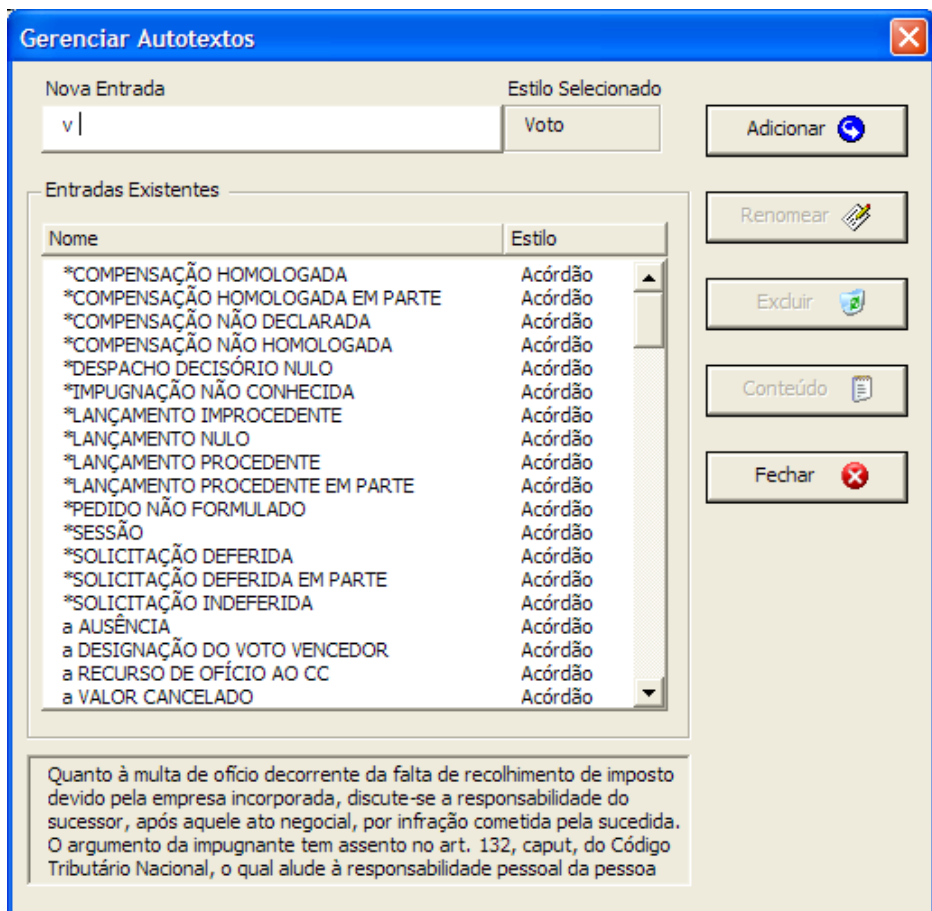 Gerenciar Autotextos
Nova Entrada
Estilo Selecionado
v
Voto
Adicionar
Entradas Existentes
Renomear
Nome Estilo
*COMPENSAÇÃO HOMOLOGADA Acórdão
*COMPENSAÇÃO HOMOLOGADA EM PARTE Acórdão
*COMPENSAÇÃO NÃO DECLARADA Acórdão
*COMPENSAÇÃO NÃO HOMOLOGADA Acórdão
*DESPACHO DECISÓRIO NULO Acórdão
*IMPUGNAÇÃO NÃO CONHECIDA Acórdão
*LANÇAMENTO IMPROCEDENTE Acórdão
*LANÇAMENTO NULO Acórdão
*LANÇAMENTO PROCEDENTE Acórdão
*LANÇAMENTO PROCEDENTE EM PARTE Acórdão
*PEDIDO NÃO FORMULADO Acórdão
*SESSÃO Acórdão
*SOLICITAÇÃO DEFERIDA Acórdão
*SOLICITAÇÃO DEFERIDA EM PARTE Acórdão
*SOLICITAÇÃO INDEFERIDA Acórdão
a AUSÊNCIA Acórdão
a DESIGNAÇÃO DO VOTO VENCEDOR Acórdão
a RECURSO DE OFÍCIO AO CC Acórdão
a VALOR CANCELADO Acórdão
Excluir
Conteúdo
Fechar
Quanto à multa de ofício decorrente da falta de recolhimento de imposto
devido pela empresa incorporada, discute-se a responsabilidade do
sucessor, após aquele ato negocial, por infração cometida pela sucedida.
O argumento da impugnante tem assento no art. 132, caput, do Código
Tributário Nacional, o qual alude à responsabilidade pessoal da pessoa